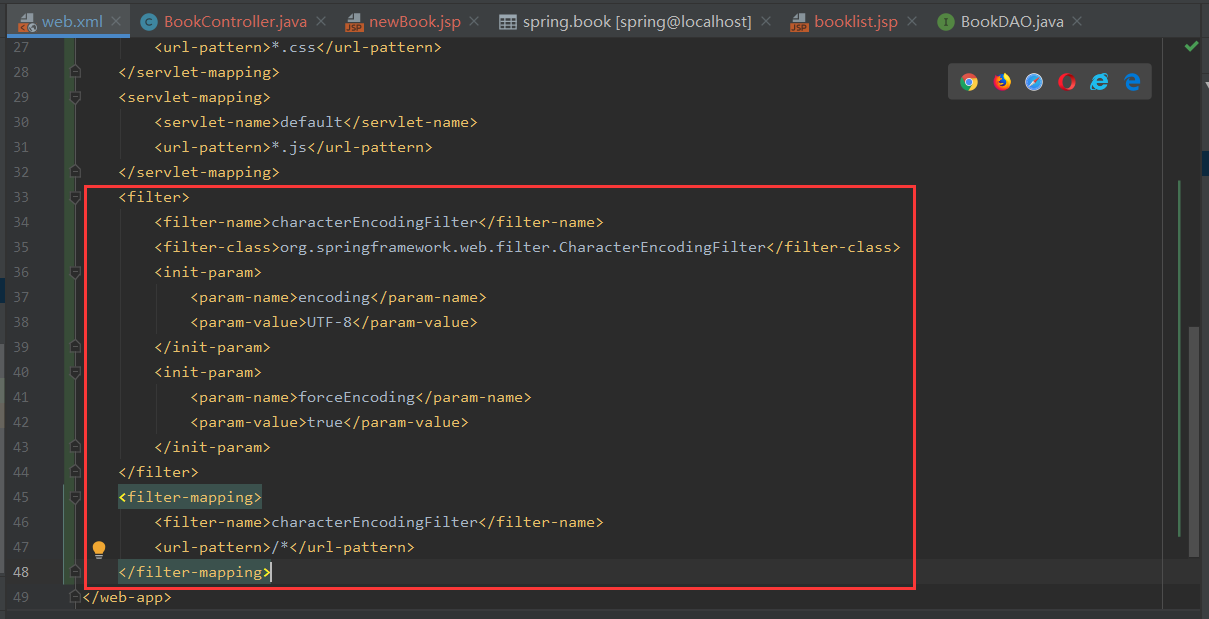 web.xml BookController.java newBook.jsp spring.book [spring@localhost] booklist.jsp BookDAO.java
27 <url-pattern>*.css</url-pattern>
28 </servlet-mapping>
29 <servlet-mapping>
30 <servlet-name>default</servlet-name>
31 <url-pattern>*.js</url-pattern>
32 </servlet-mapping>
33 <filter>
34 <filter-name>characterEncodingFilter</filter-name>
35 <filter-class>org.springframework.web.filter.CharacterEncodingFilter</filter-class>
36 <init-param>
37 <param-name>encoding</param-name>
38 <param-value>UTF-8</param-value>
39 </init-param>
40 <init-param>
41 <param-name>forceEncoding</param-name>
42 <param-value>true</param-value>
43 </init-param>
44 </filter>
45 <filter-mapping>
46 <filter-name>characterEncodingFilter</filter-name>
47 <url-pattern>/*</url-pattern>
48 </filter-mapping>
49 </web-app>